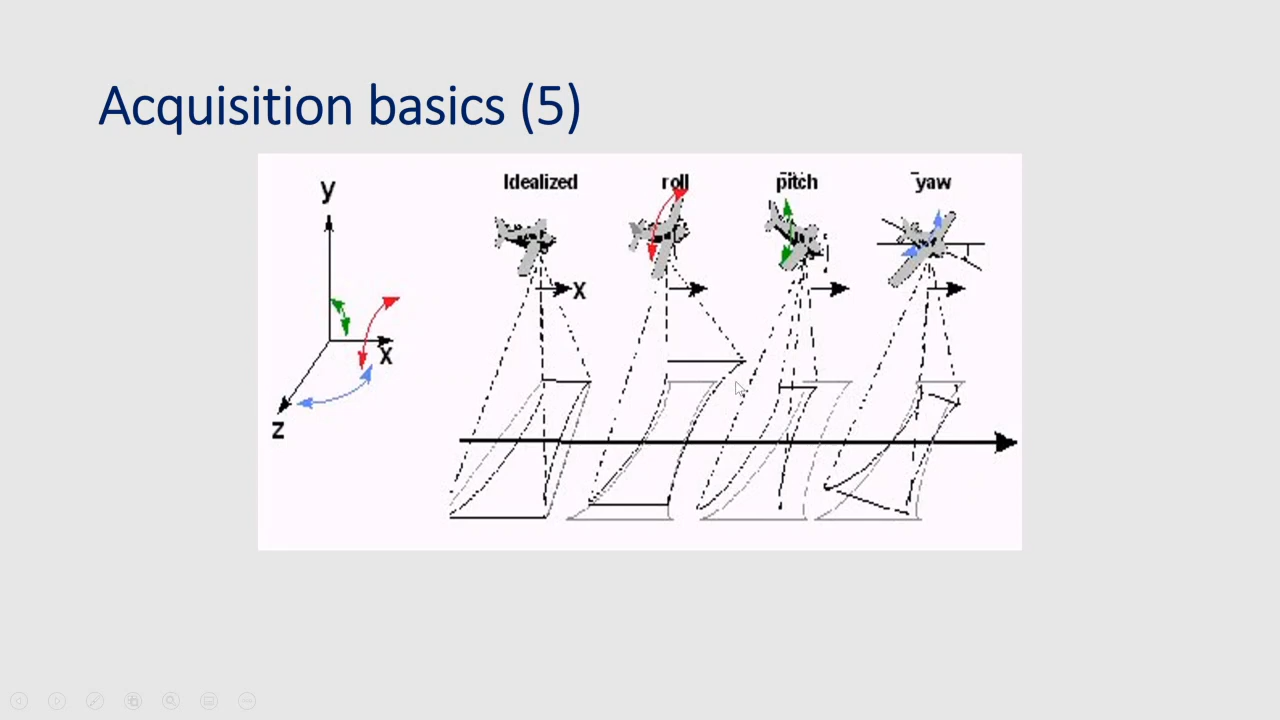 Acquisition basics (5)
y
x
z
Idealized
roll
pitch
yaw
X